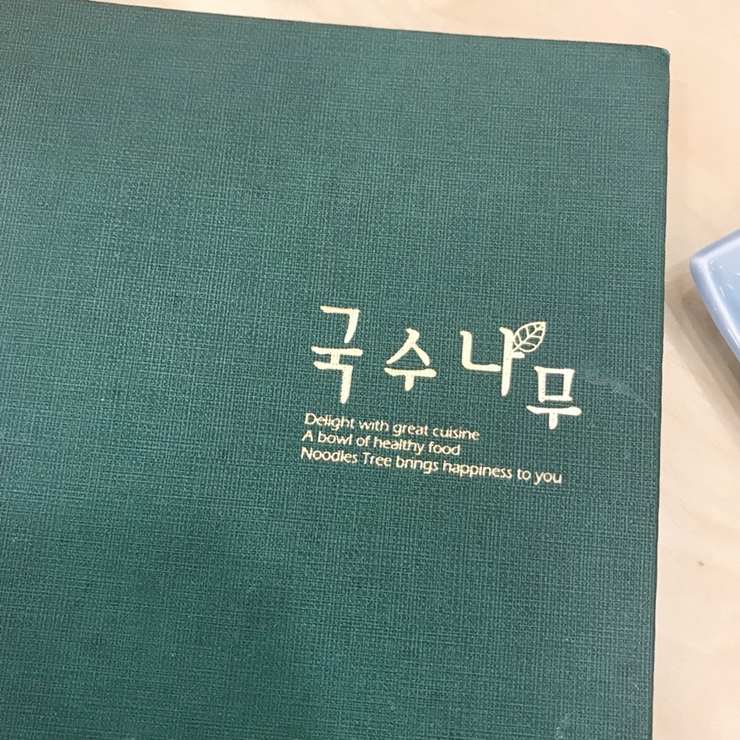 국수나무
Delight with great cuisine
A bowl of healthy food
Noodles Tree brings happiness to you